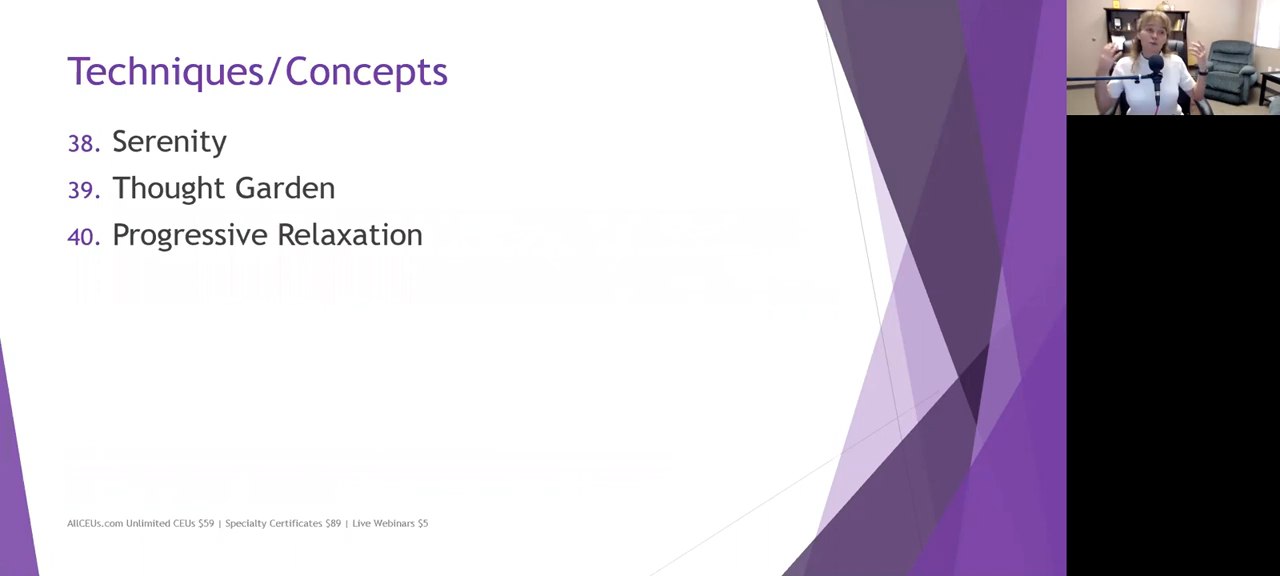 Techniques/Concepts
38. Serenity
39. Thought Garden
40. Progressive Relaxation
AllCEUs.com Unlimited CEUs $59 | Specialty Certificates $89 | Live Webinars $5